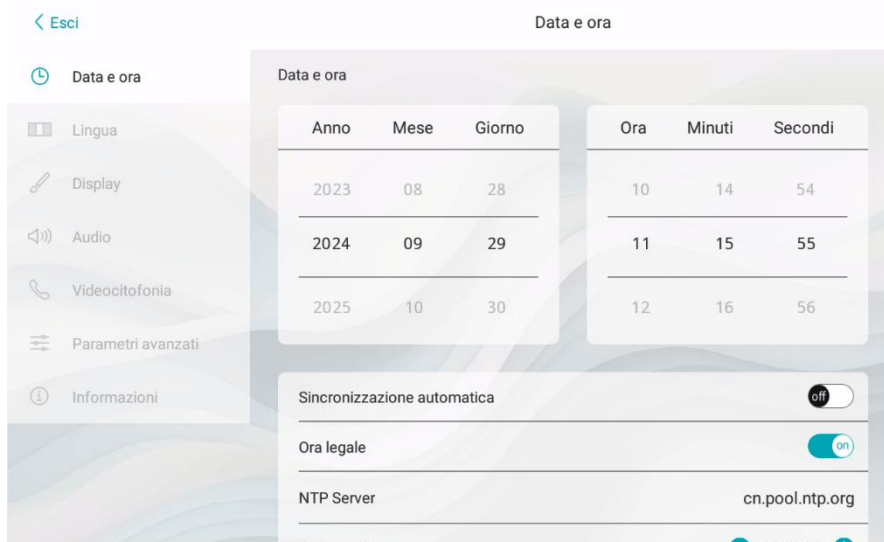 Esci
Data e ora
Data e ora
Lingua
Display
Audio
Videocitofonia
Parametri avanzati
Informazioni
Data e ora
Anno Mese Giorno
2023 08 28
2024 09 29
2025 10 30
Ora Minuti Secondi
10 14 54
11 15 55
12 16 56
Sincronizzazione automatica off
Ora legale on
NTP Server cn.pool.ntp.org